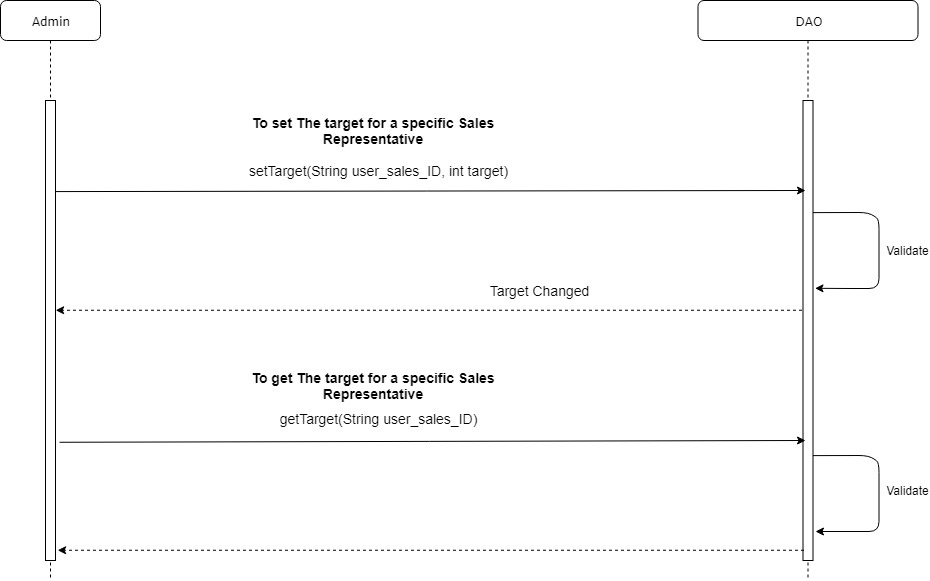 Admin
DAO
To set The target for a specific Sales
Representative
setTarget(String user_sales_ID, int target)
Validate
Target Changed
To get The target for a specific Sales
Representative
getTarget(String user_sales_ID)
Validate